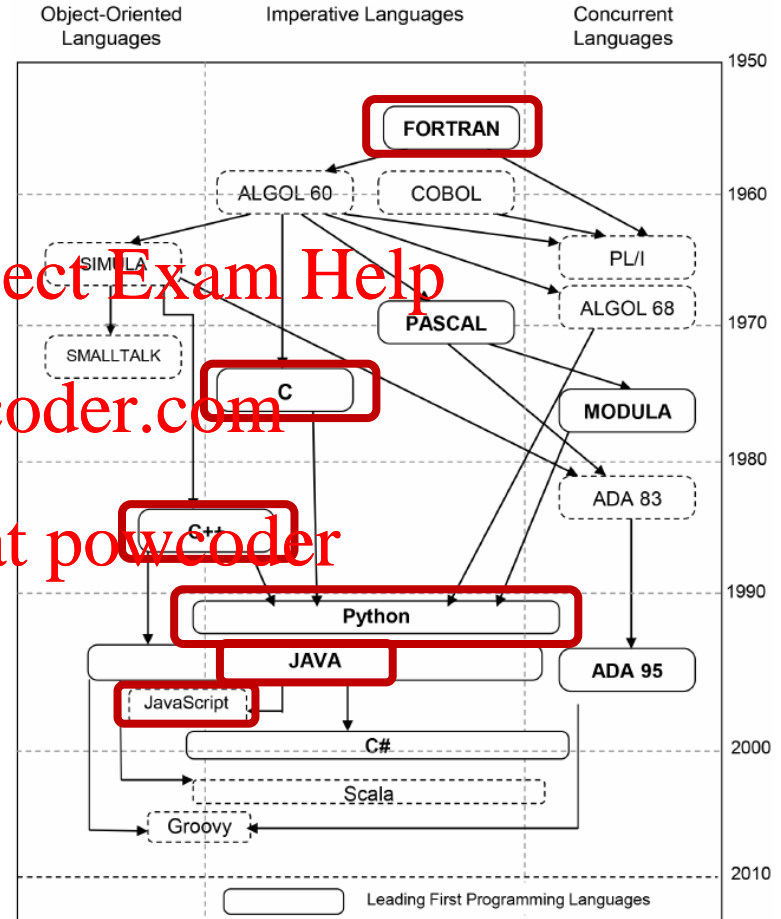 Object-Oriented Languages
Imperative Languages
Concurrent Languages
1950
FORTRAN
ALGOL 60
COBOL
1960
SIMULA
PL/I
ect Exam Help
ALGOL 68
PASCAL
1970
SMALLTALK
C
MODULA
coder.com
1980
ADA 83
C++
at powcoder
1990
Python
JAVA
ADA 95
JavaScript
C#
2000
Scala
Groovy
2010
Leading First Programming Languages